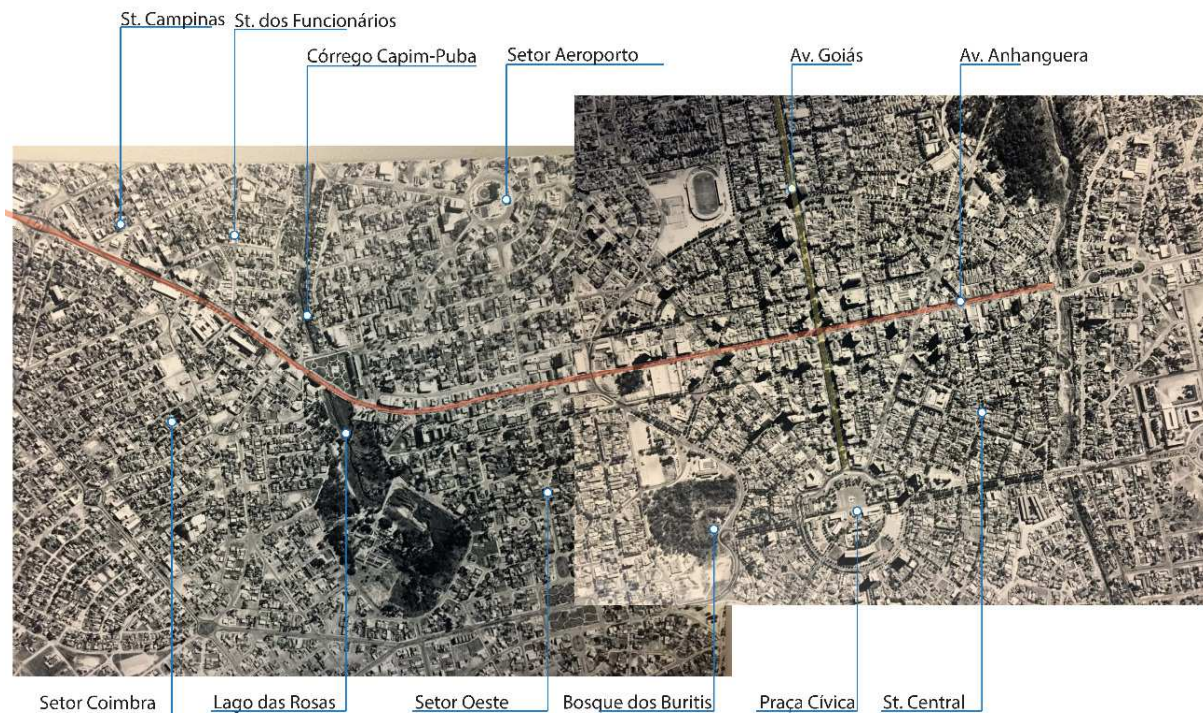 St. Campinas
St. dos Funcionários
Córrego Capim-Puba
Setor Aeroporto
Av. Goiás
Av. Anhanguera
Setor Coimbra
Lago das Rosas
Setor Oeste
Bosque dos Buritis
Praça Cívica
St. Central